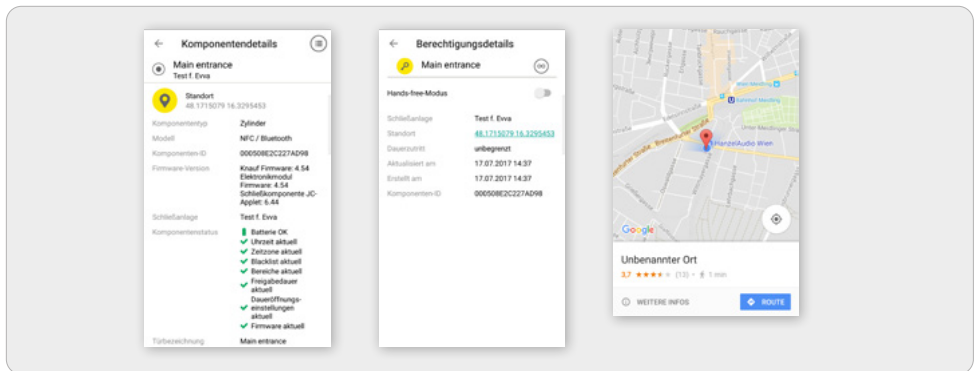 Komponentendetails
Main entrance
Test f. Evva
Standort
48.1715079 16.3295453
Komponententyp Zylinder
Modell NFC / Bluetooth
Komponenten-ID 000508E2C227AD98
Firmware-Version Knauf Firmware: 4.54
Elektronikmodul
Firmware: 4.54
Schließkomponente JC-
Applet: 6.44
Schließanlage Test f. Evva
Komponentenstatus Batterie OK
Uhrzeit aktuell
Zeitzone aktuell
Blacklist aktuell
Bereiche aktuell
Freigabedauer
aktuell
Daueröffnungs-
einstellungen
aktuell
Firmware aktuell
Türbezeichnung Main entrance
Berechtigungsdetails
Main entrance
Hands-free-Modus
Schließanlage Test f. Evva
Standort 48.1715079 16.3295453
Dauerzutritt unbegrenzt
Aktualisiert am 17.07.2017 14:37
Erstellt am 17.07.2017 14:37
Komponenten-ID 000508E2C227AD98
Wien Meidling
U Bahnhof Meidling
Breitenfurter Straße
HanzelAudio Wien
Google
Unbenannter Ort
3,7 (13) · 1 min
WEITERE INFOS
ROUTE